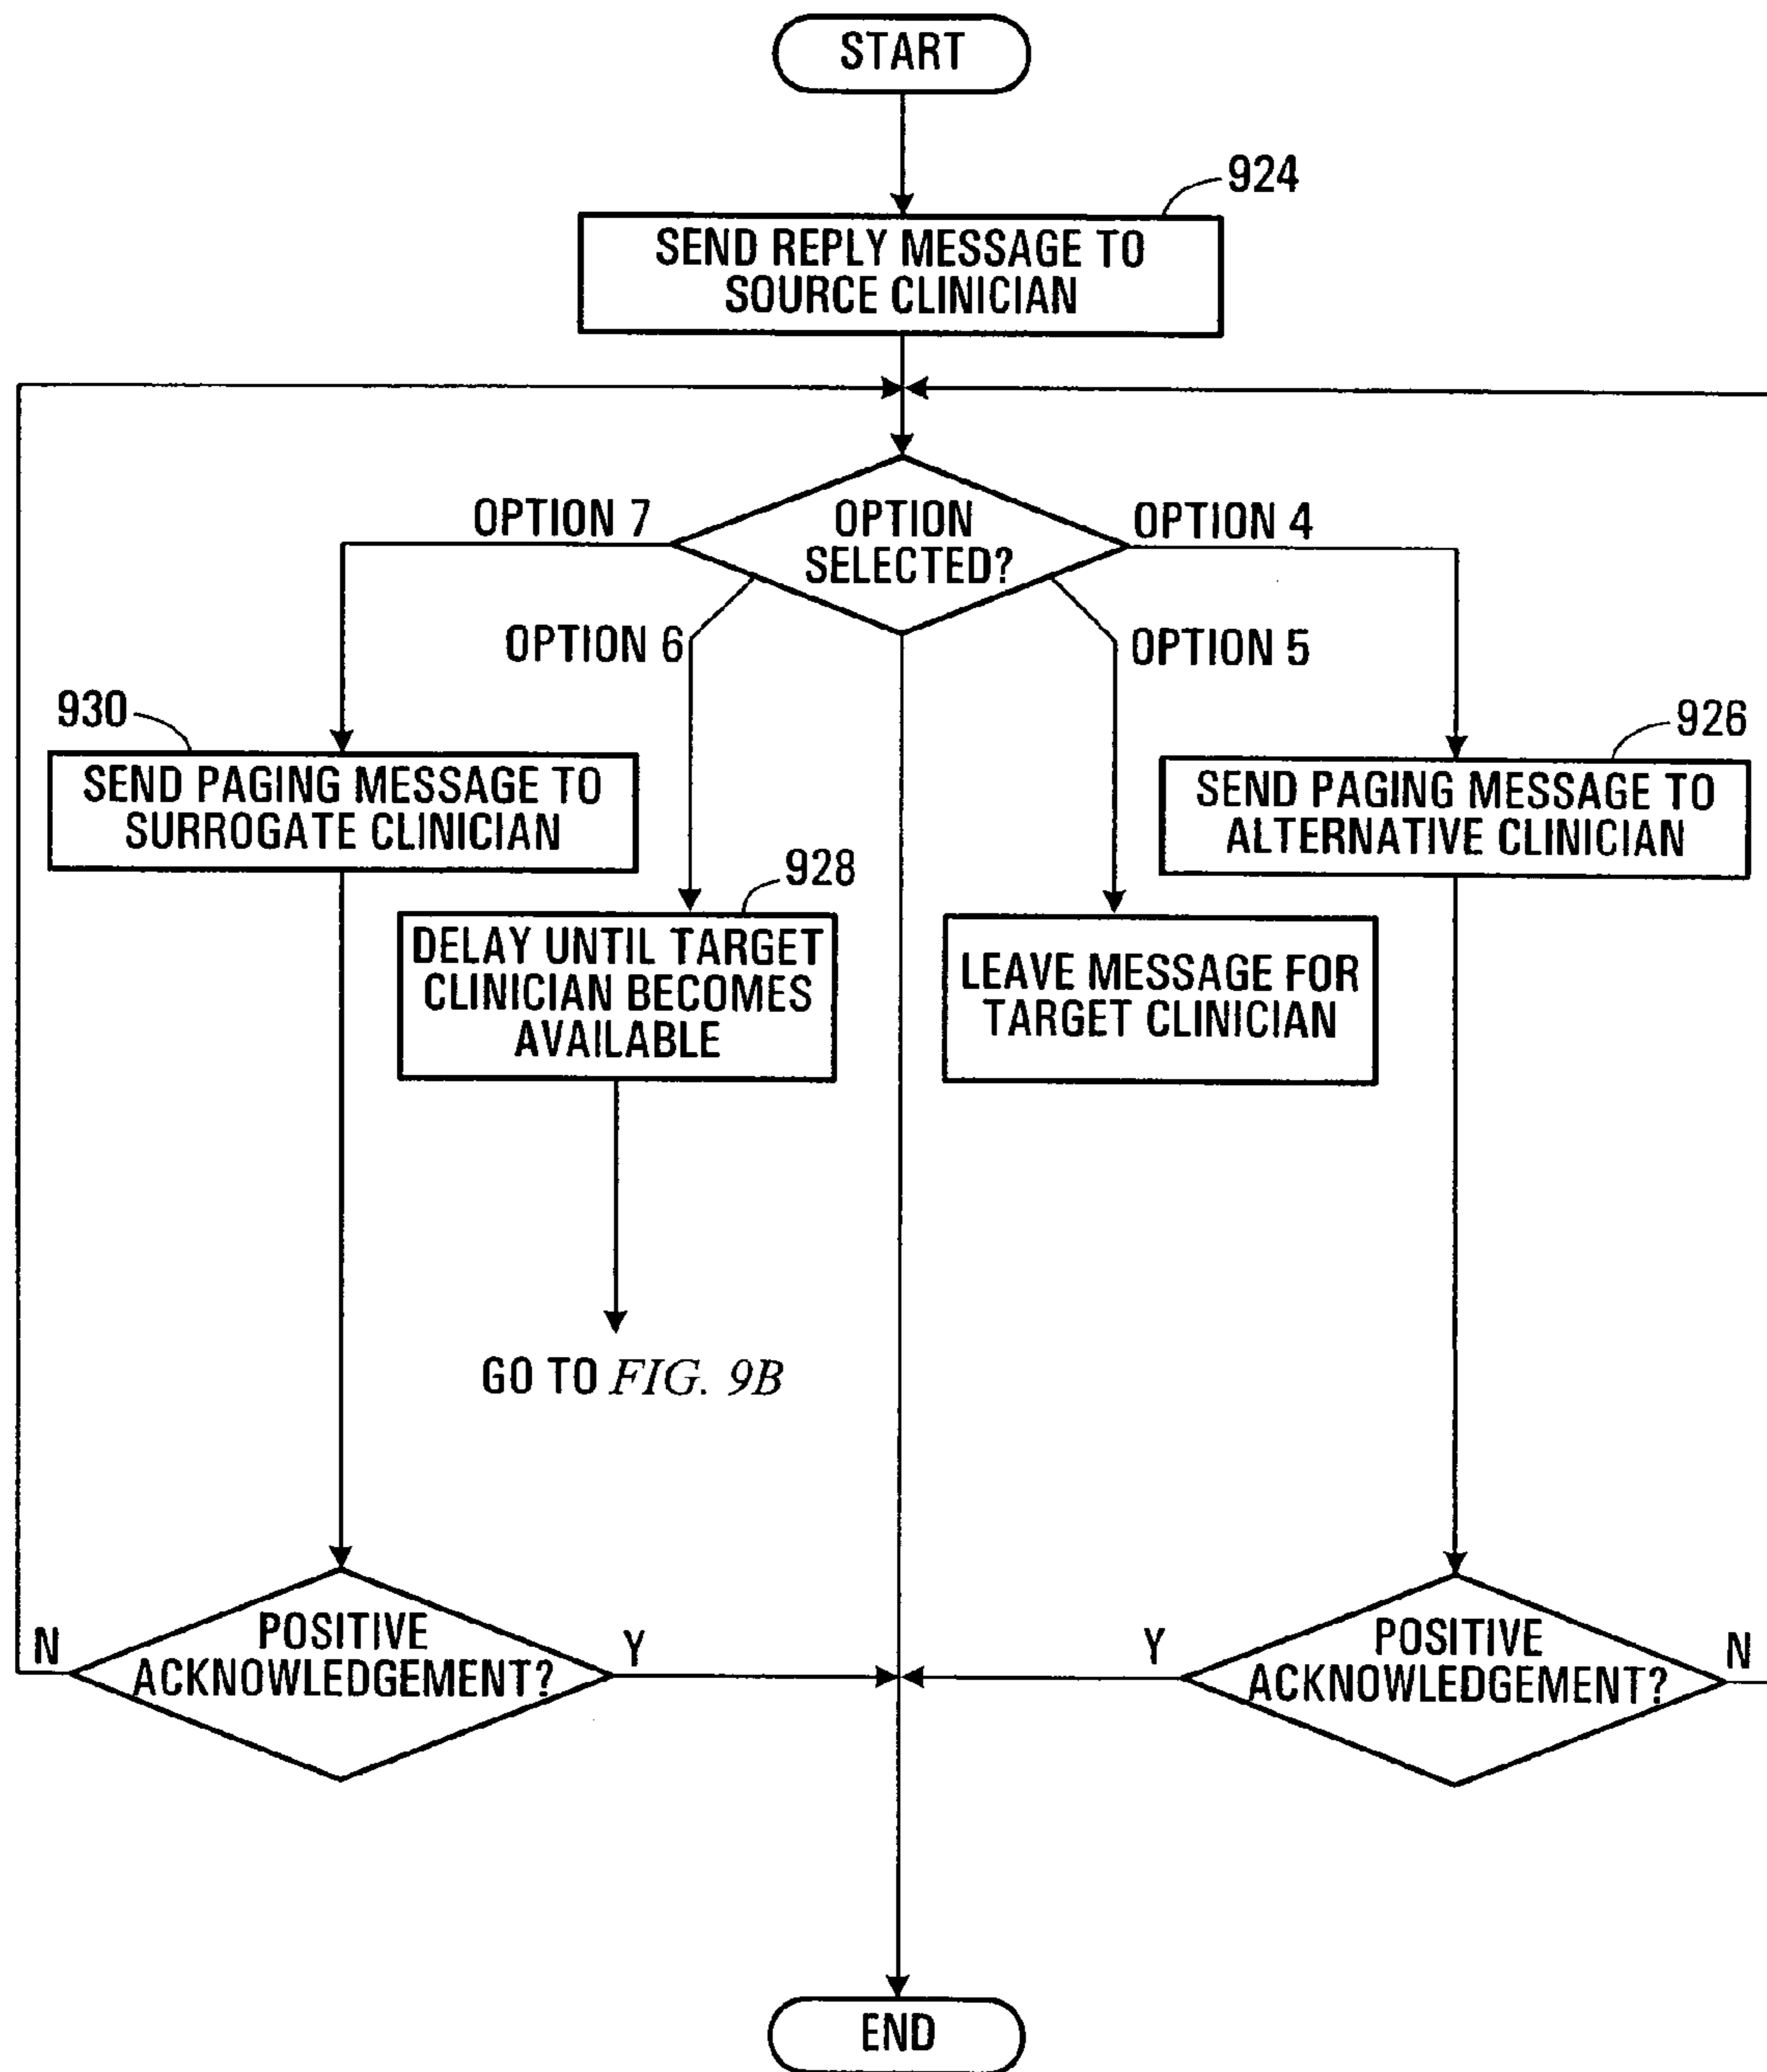 START
924
SEND REPLY MESSAGE TO
SOURCE CLINICIAN
OPTION 7
OPTION
SELECTED?
OPTION 4
OPTION 6
OPTION 5
930
SEND PAGING MESSAGE TO
SURROGATE CLINICIAN
926
SEND PAGING MESSAGE TO
ALTERNATIVE CLINICIAN
928
DELAY UNTIL TARGET
CLINICIAN BECOMES
AVAILABLE
LEAVE MESSAGE FOR
TARGET CLINICIAN
GO TO FIG. 9B
N
POSITIVE
ACKNOWLEDGEMENT?
Y
Y
POSITIVE
ACKNOWLEDGEMENT?
N
END